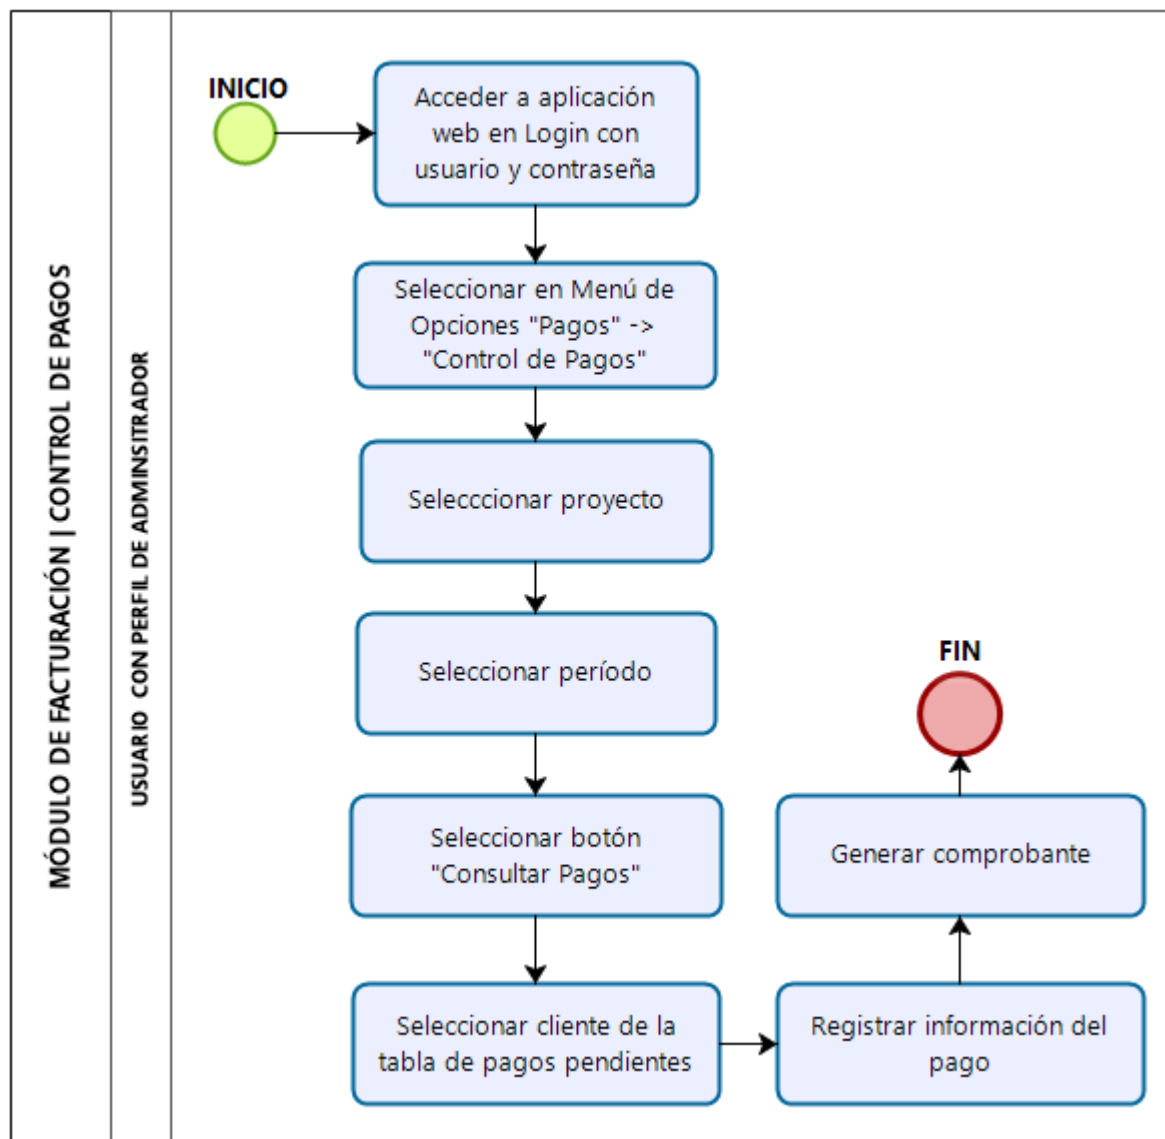 MÓDULO DE FACTURACIÓN | CONTROL DE PAGOS
USUARIO CON PERFIL DE ADMINSITRADOR
INICIO
Acceder a aplicación
web en Login con
usuario y contraseña
Seleccionar en Menú de
Opciones "Pagos" ->
"Control de Pagos"
Selecccionar proyecto
Seleccionar período
Seleccionar botón
"Consultar Pagos"
Seleccionar cliente de la
tabla de pagos pendientes
Registrar información del
pago
Generar comprobante
FIN